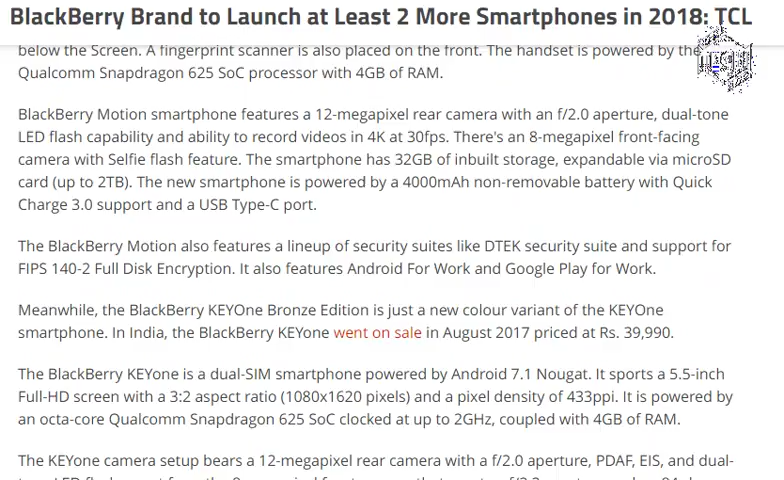 BlackBerry Brand to Launch at Least 2 More Smartphones in 2018: TCL
below the Screen. A fingerprint scanner is also placed on the front. The handset is powered by the
Qualcomm Snapdragon 625 SoC processor with 4GB of RAM.
BlackBerry Motion smartphone features a 12-megapixel rear camera with an f/2.0 aperture, dual-tone
LED flash capability and ability to record videos in 4K at 30fps. There's an 8-megapixel front-facing
camera with Selfie flash feature. The smartphone has 32GB of inbuilt storage, expandable via microSD
card (up to 2TB). The new smartphone is powered by a 4000mAh non-removable battery with Quick
Charge 3.0 support and a USB Type-C port.
The BlackBerry Motion also features a lineup of security suites like DTEK security suite and support for
FIPS 140-2 Full Disk Encryption. It also features Android For Work and Google Play for Work.
Meanwhile, the BlackBerry KEYOne Bronze Edition is just a new colour variant of the KEYOne
smartphone. In India, the BlackBerry KEYone went on sale in August 2017 priced at Rs. 39,990.
The BlackBerry KEYone is a dual-SIM smartphone powered by Android 7.1 Nougat. It sports a 5.5-inch
Full-HD screen with a 3:2 aspect ratio (1080x1620 pixels) and a pixel density of 433ppi. It is powered by
an octa-core Qualcomm Snapdragon 625 SoC clocked at up to 2GHz, coupled with 4GB of RAM.
The KEYone camera setup bears a 12-megapixel rear camera with a f/2.0 aperture, PDAF, EIS, and dual-